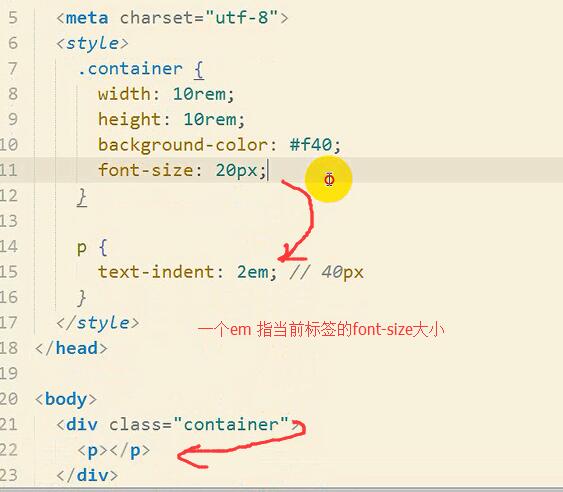 5 <meta charset="utf-8">
6 <style>
7 .container {
8 width: 10rem;
9 height: 10rem;
10 background-color: #f40;
11 font-size: 20px;
12 }
13
14 p {
15 text-indent: 2em; // 40px
16 }
17 </style>
一个em 指当前标签的font-size大小
18 </head>
19
20 <body>
21 <div class="container">
22 <p></p>
23 </div>